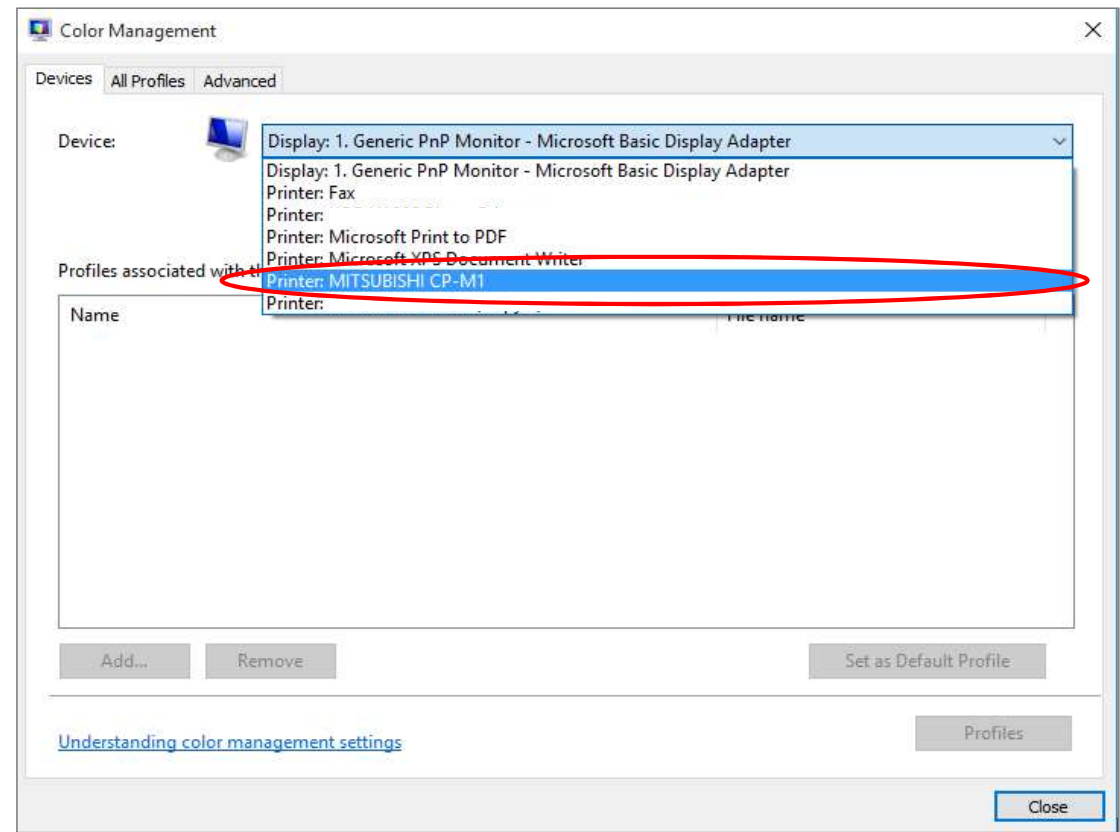 Color Management
Devices All Profiles Advanced
Device: Display: 1. Generic PnP Monitor - Microsoft Basic Display Adapter
Display: 1. Generic PnP Monitor - Microsoft Basic Display Adapter
Printer: Fax
Printer:
Printer: Microsoft Print to PDF
Printer: Microsoft XPS Document Writer
Profiles associated with
Printer: MITSUBISHI CP-M1
Printer:
Name File name
Add... Remove Set as Default Profile
Understanding color management settings Profiles
Close